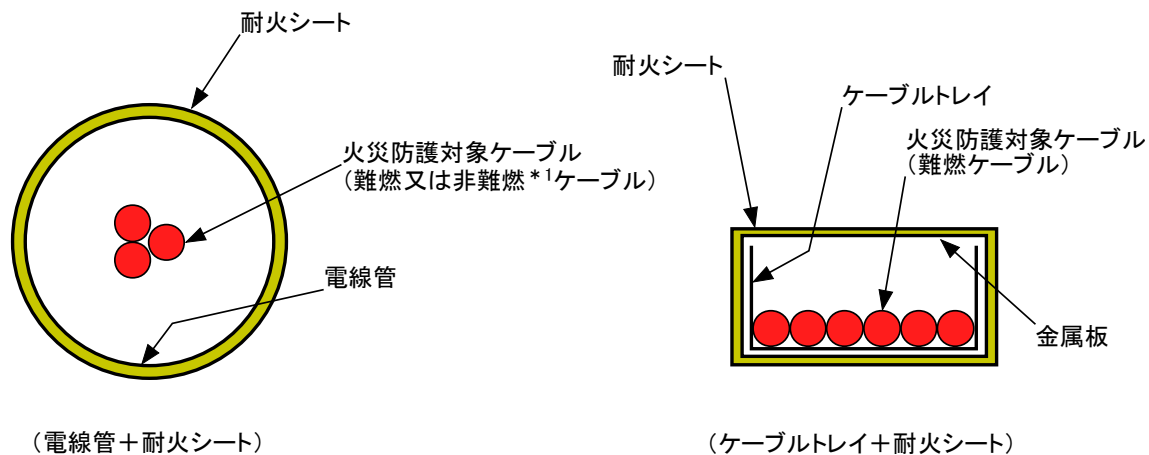 耐火シート
火災防護対象ケーブル
（難燃又は非難燃＊1ケーブル）
電線管
（電線管＋耐火シート）
耐火シート
ケーブルトレイ
火災防護対象ケーブル
（難燃ケーブル）
金属板
（ケーブルトレイ＋耐火シート）